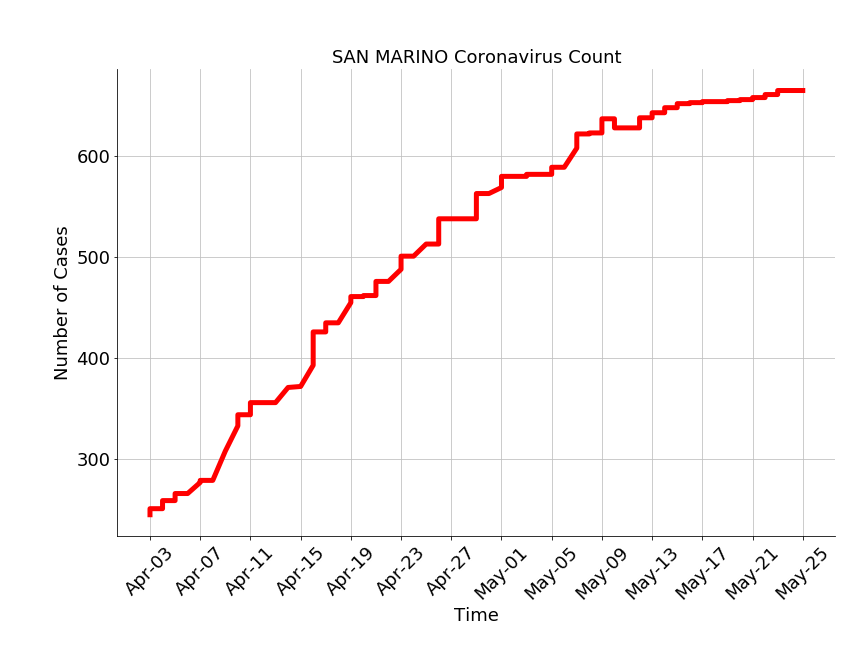 SAN MARINO Coronavirus Count
Number of Cases
600
500
400
300
Apr-03
Apr-07
Apr-11
Apr-15
Apr-19
Apr-23
Apr-27
May-01
May-05
May-09
May-13
May-17
May-21
May-25
Time